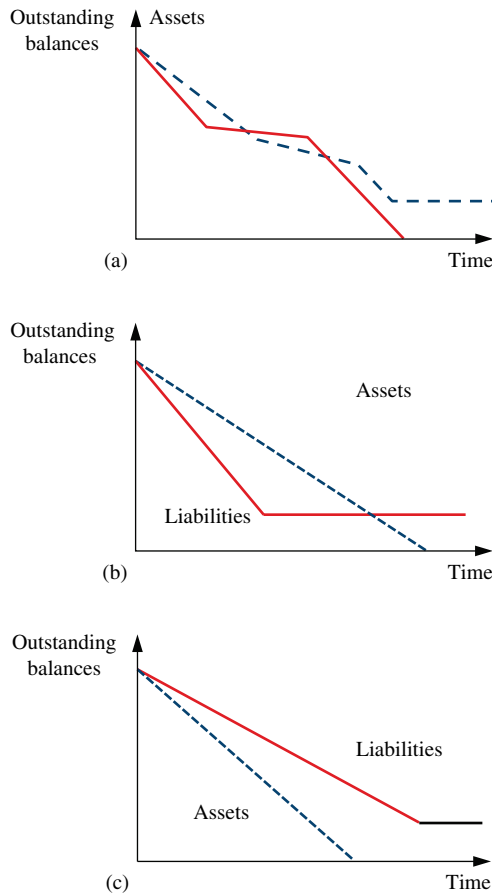 Outstanding
balances
Assets
Time
(a)
Outstanding
balances
Assets
Liabilities
Time
(b)
Outstanding
balances
Liabilities
Assets
Time
(c)